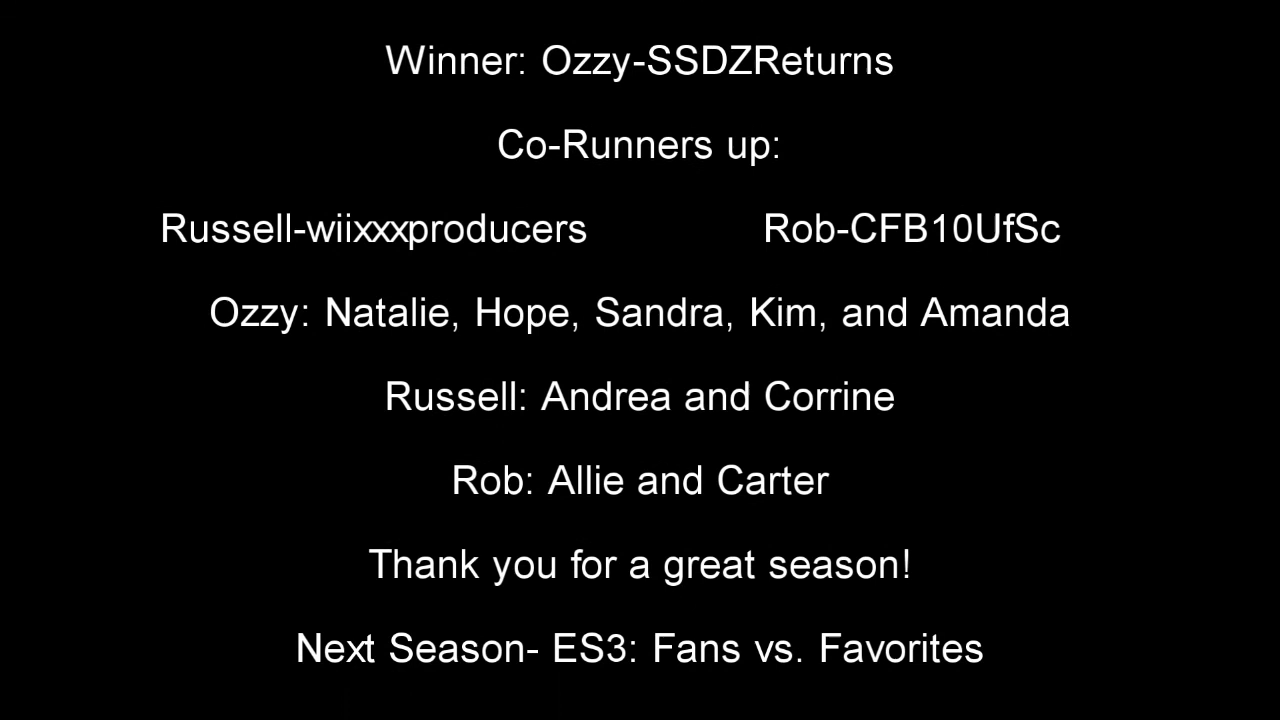 Winner: Ozzy-SSDZReturns
Co-Runners up:
Russell-wiixxxproducers Rob-CFB10UfSc
Ozzy: Natalie, Hope, Sandra, Kim, and Amanda
Russell: Andrea and Corrine
Rob: Allie and Carter
Thank you for a great season!
Next Season- ES3: Fans vs. Favorites